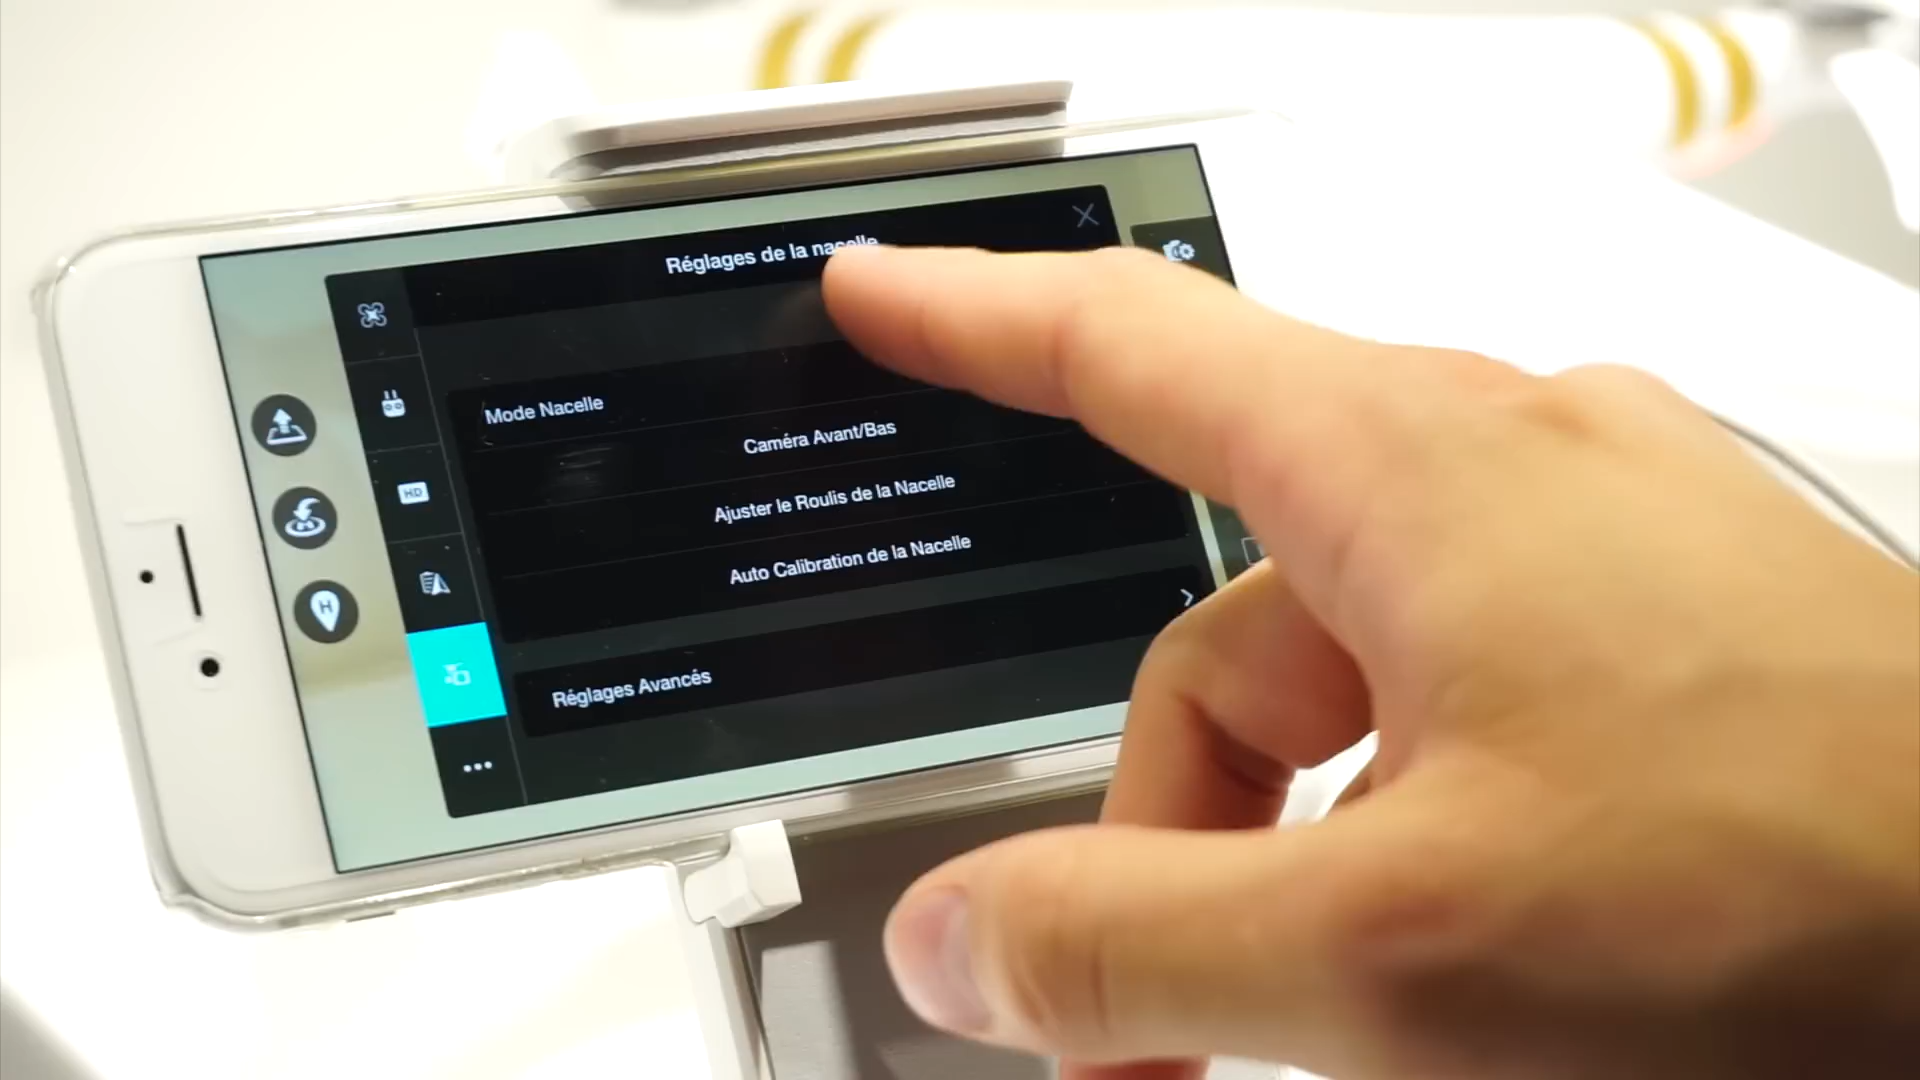 Réglages de la nacelle
Mode Nacelle
Caméra Avant/Bas
HD
Ajuster le Roulis de la Nacelle
Auto Calibration de la Nacelle
H
Réglages Avancés